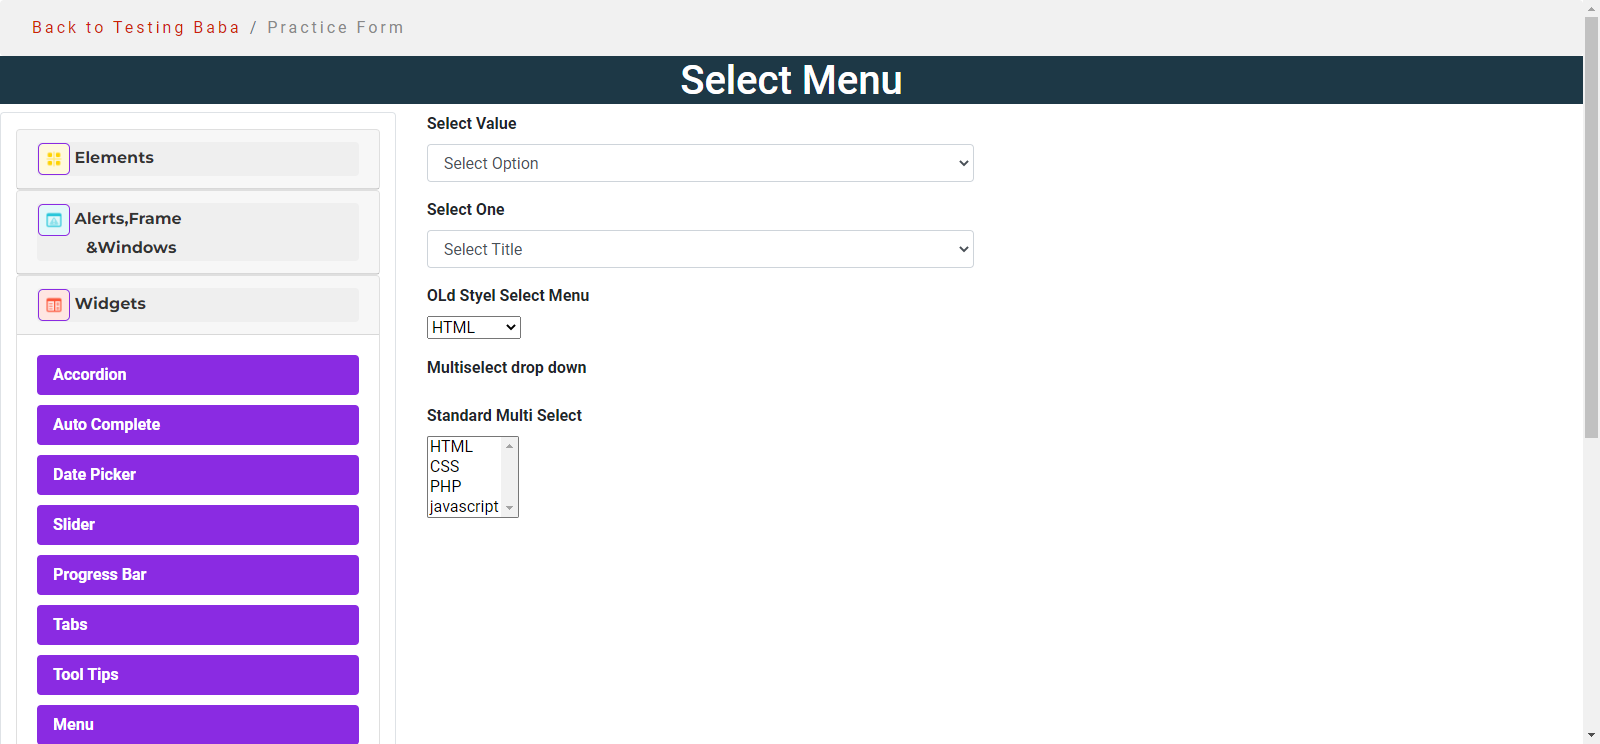 Back to Testing Baba / Practice Form
Select Menu
Elements
Alerts,Frame
&Windows
Widgets
Accordion
Auto Complete
Date Picker
Slider
Progress Bar
Tabs
Tool Tips
Menu
Select Value
Select Option
Select One
Select Title
OLd Styel Select Menu
HTML
Multiselect drop down
Standard Multi Select
HTML
CSS
PHP
javascript